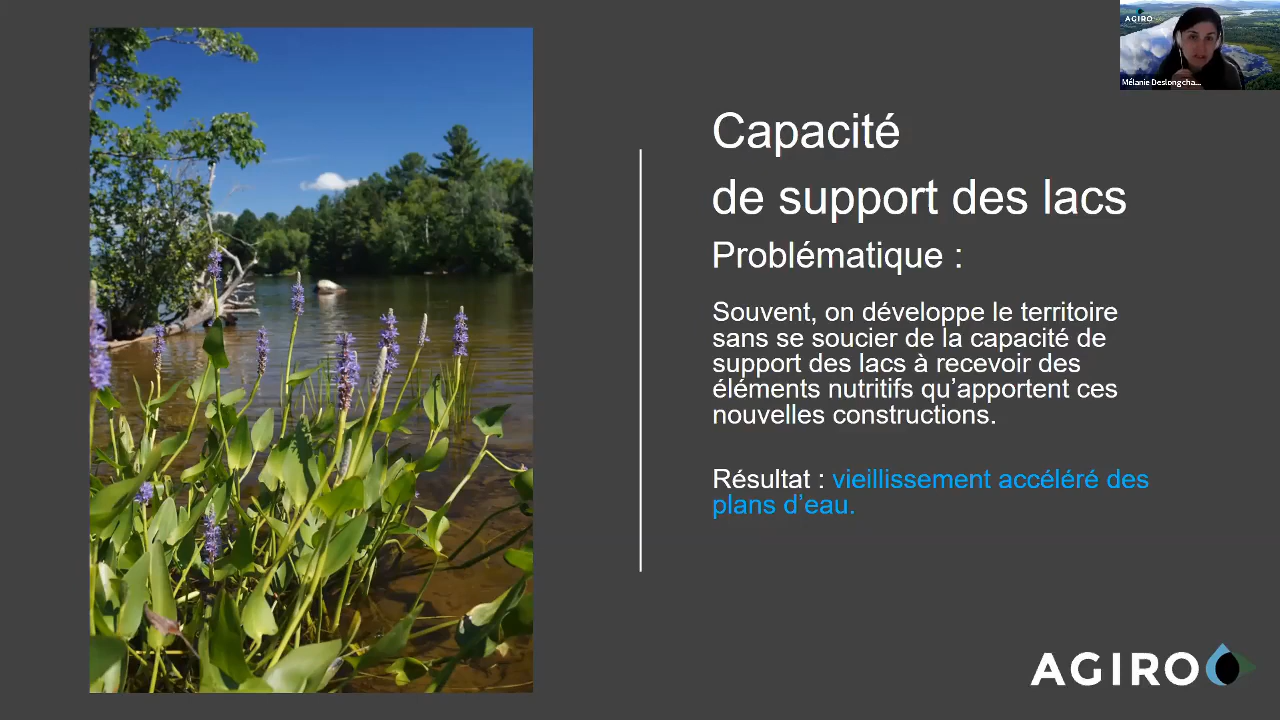 AGIRO
Mélanie Deslongcha...
Capacité
de support des lacs
Problématique :
Souvent, on développe le territoire
sans se soucier de la capacité de
support des lacs à recevoir des
éléments nutritifs qu’apportent ces
nouvelles constructions.
Résultat : vieillissement accéléré des
plans d’eau.
AGIRO